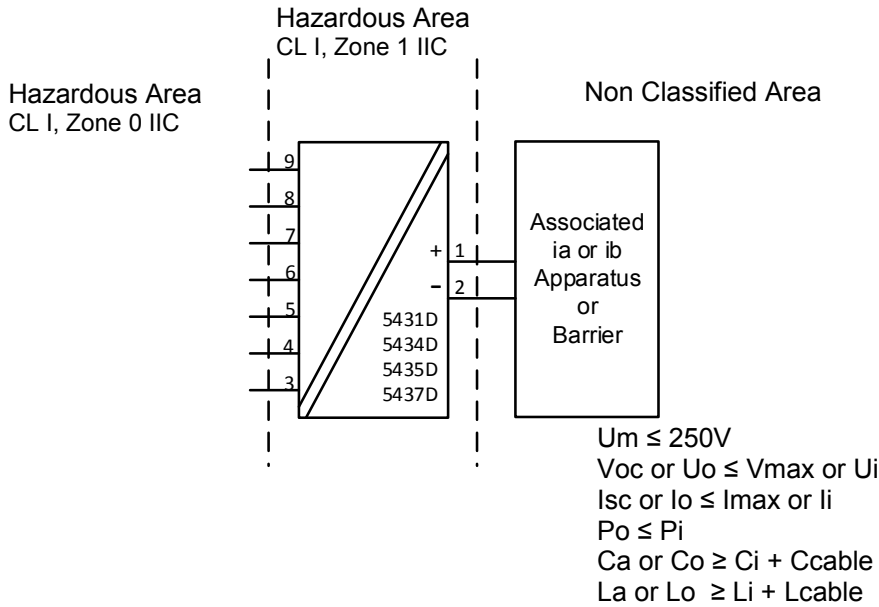 Hazardous Area
CL I, Zone 1 IIC
Hazardous Area
CL I, Zone 0 IIC
Non Classified Area
9
8
7
6
5
4
3
+ 1
- 2
5431D
5434D
5435D
5437D
Associated
ia or ib
Apparatus
or
Barrier
Um ≤ 250V
Voc or Uo ≤ Vmax or Ui
Isc or Io ≤ Imax or Ii
Po ≤ Pi
Ca or Co ≥ Ci + Ccable
La or Lo ≥ Li + Lcable